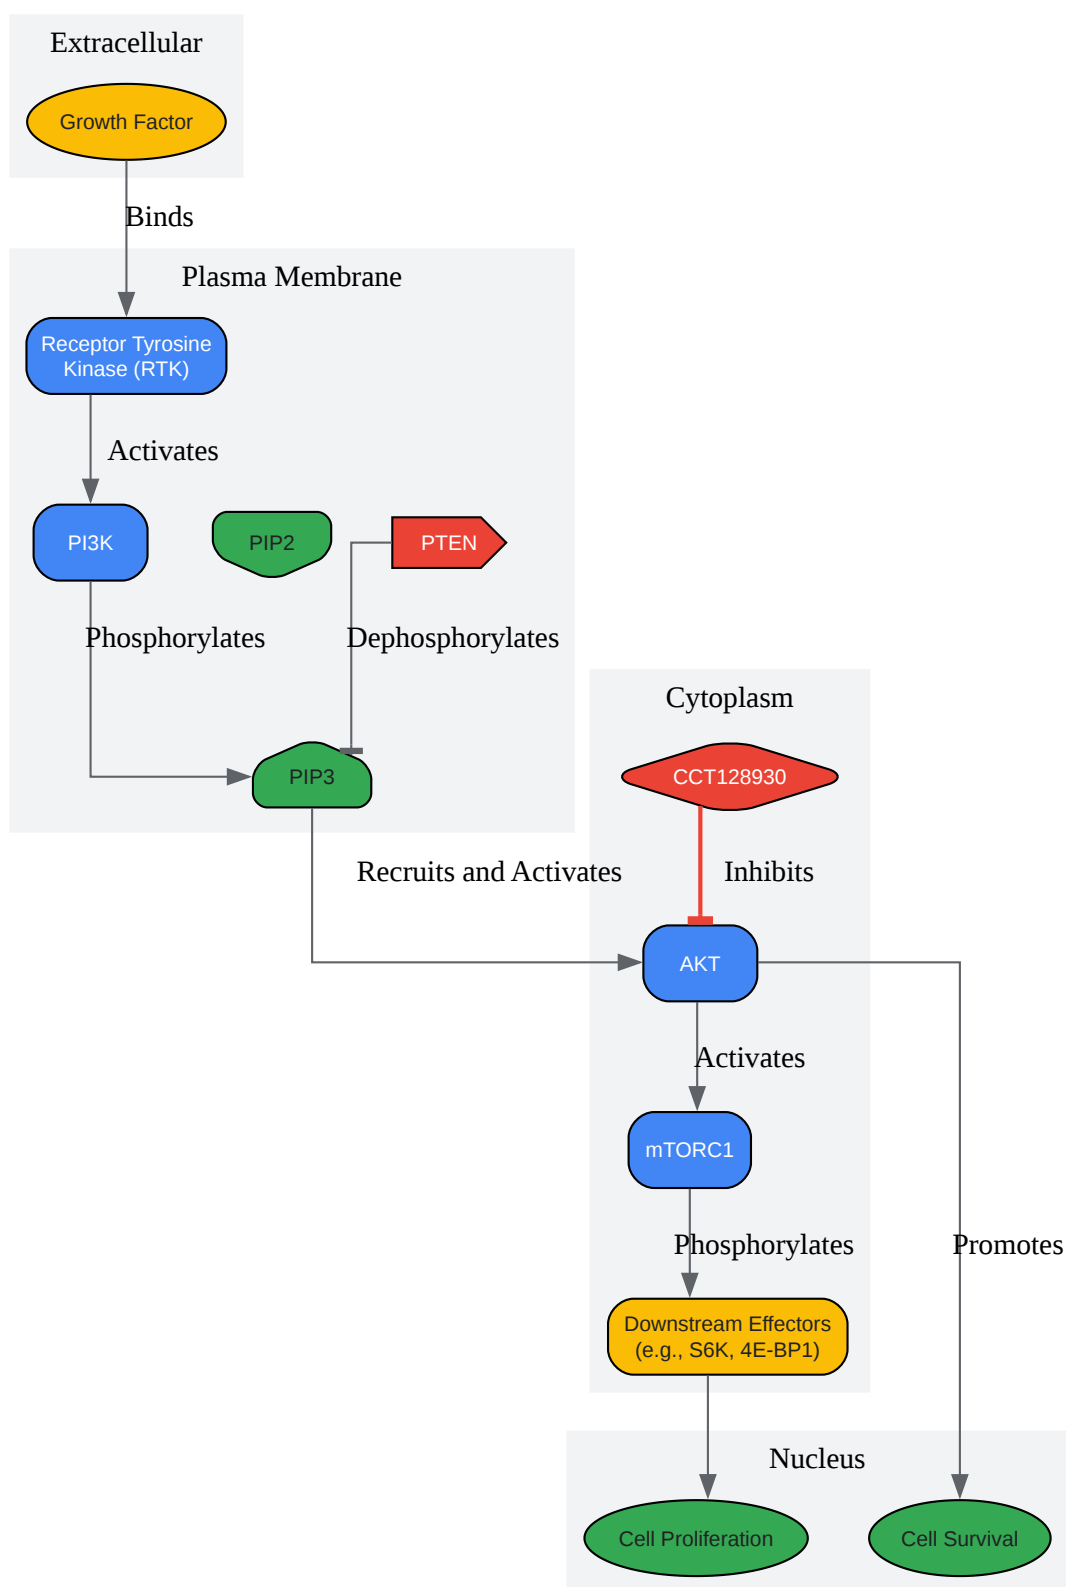 Extracellular
Growth Factor
Binds
Plasma Membrane
Receptor Tyrosine
Kinase (RTK)
Activates
PI3K
PIP2
PTEN
Phosphorylates
Dephosphorylates
Cytoplasm
PIP3
CCT128930
Recruits and Activates
Inhibits
AKT
Activates
mTORC1
Phosphorylates
Promotes
Downstream Effectors
(e.g., S6K, 4E-BP1)
Nucleus
Cell Proliferation
Cell Survival